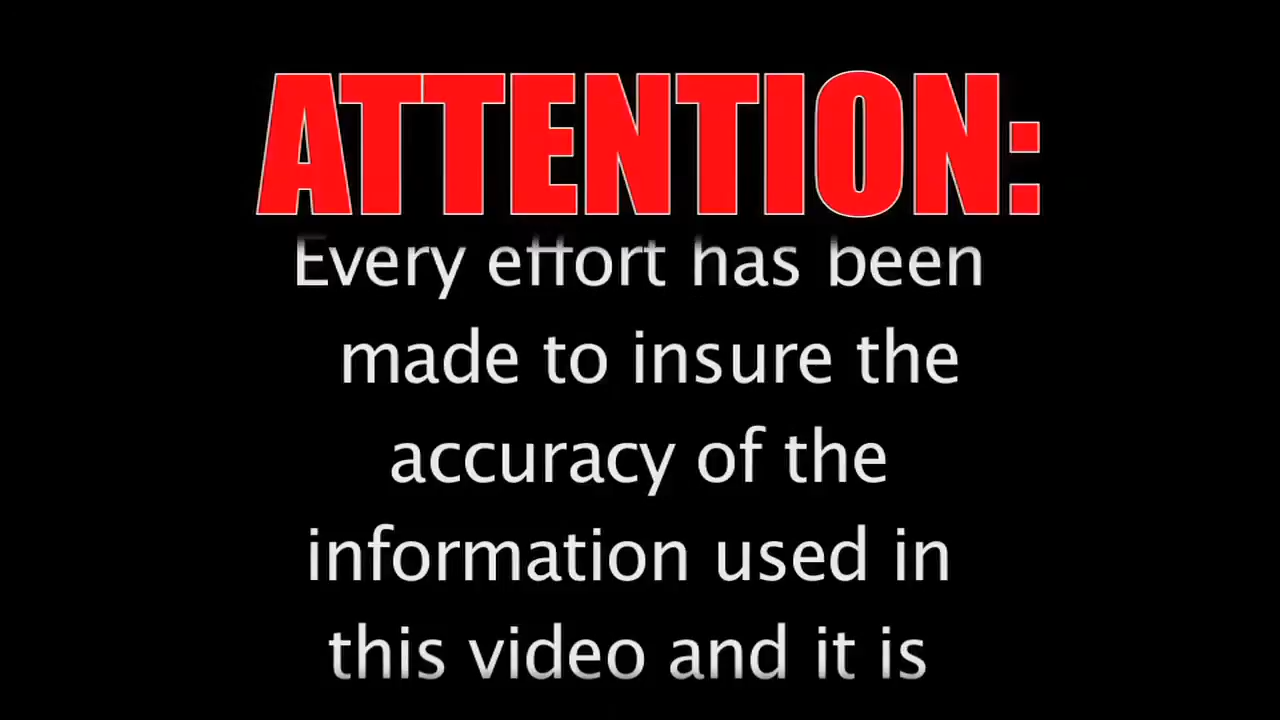 ATTENTION:
Every effort has been
made to insure the
accuracy of the
information used in
this video and it is